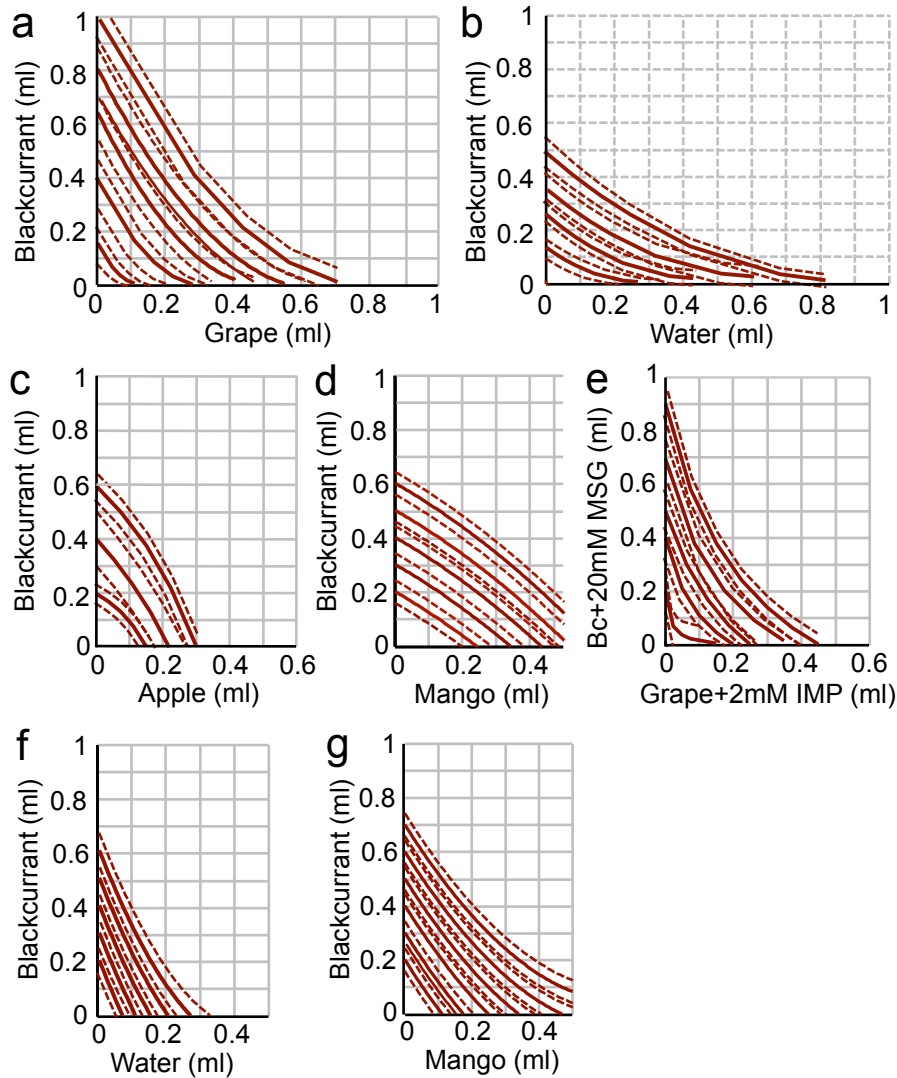 a
Blackcurrant (ml)
1
0.8
0.6
0.4
0.2
0
0 0.2 0.4 0.6 0.8 1
Grape (ml)
b
Blackcurrant (ml)
1
0.8
0.6
0.4
0.2
0
0 0.2 0.4 0.6 0.8 1
Water (ml)
c
Blackcurrant (ml)
1
0.8
0.6
0.4
0.2
0
0 0.2 0.4 0.6
Apple (ml)
d
Blackcurrant (ml)
1
0.8
0.6
0.4
0.2
0
0 0.2 0.4
Mango (ml)
e
Bc+20mM MSG (ml)
1
0.8
0.6
0.4
0.2
0
0 0.2 0.4 0.6
Grape+2mM IMP (ml)
f
Blackcurrant (ml)
1
0.8
0.6
0.4
0.2
0
0 0.2 0.4
Water (ml)
g
Blackcurrant (ml)
1
0.8
0.6
0.4
0.2
0
0 0.2 0.4
Mango (ml)